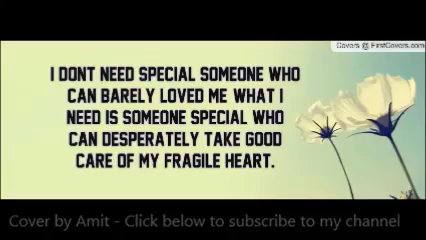 Covers @ FirstCovers.com
I DONT NEED SPECIAL SOMEONE WHO
CAN BARELY LOVED ME WHAT I
NEED IS SOMEONE SPECIAL WHO
CAN DESPERATELY TAKE GOOD
CARE OF MY FRAGILE HEART.
Cover by Amit - Click below to subscribe to my channel